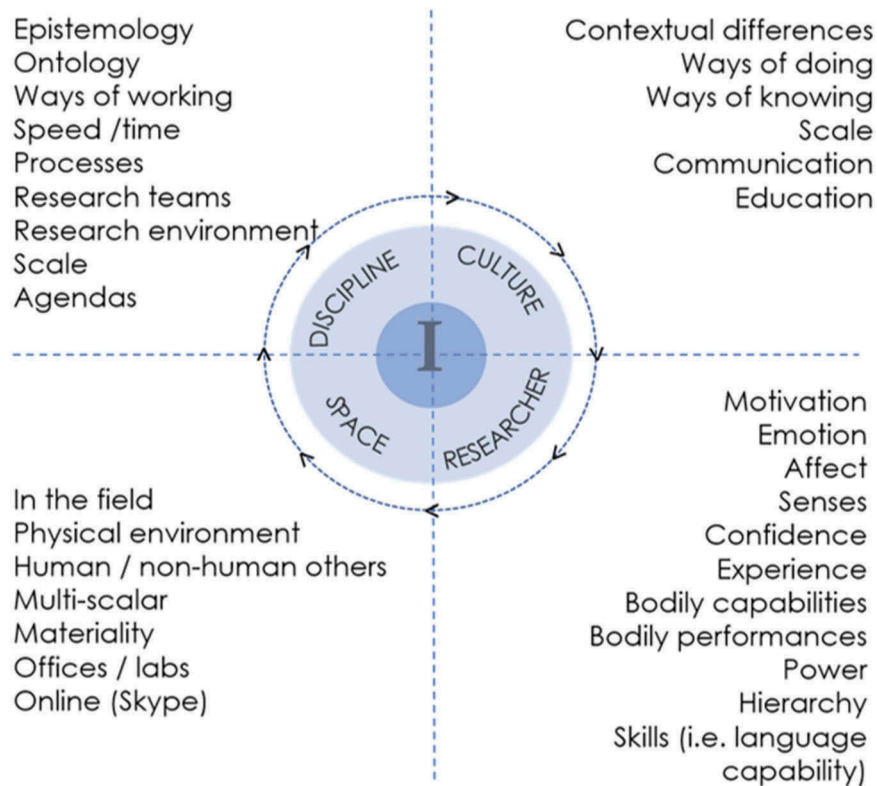 Epistemology
Ontology
Ways of working
Speed /time
Processes
Research teams
Research environment
Scale
Agendas
Contextual differences
Ways of doing
Ways of knowing
Scale
Communication
Education
DISCIPLINE
CULTURE
I
SPACE
RESEARCHER
In the field
Physical environment
Human / non-human others
Multi-scalar
Materiality
Offices / labs
Online (Skype)
Motivation
Emotion
Affect
Senses
Confidence
Experience
Bodily capabilities
Bodily performances
Power
Hierarchy
Skills (i.e. language
capability)